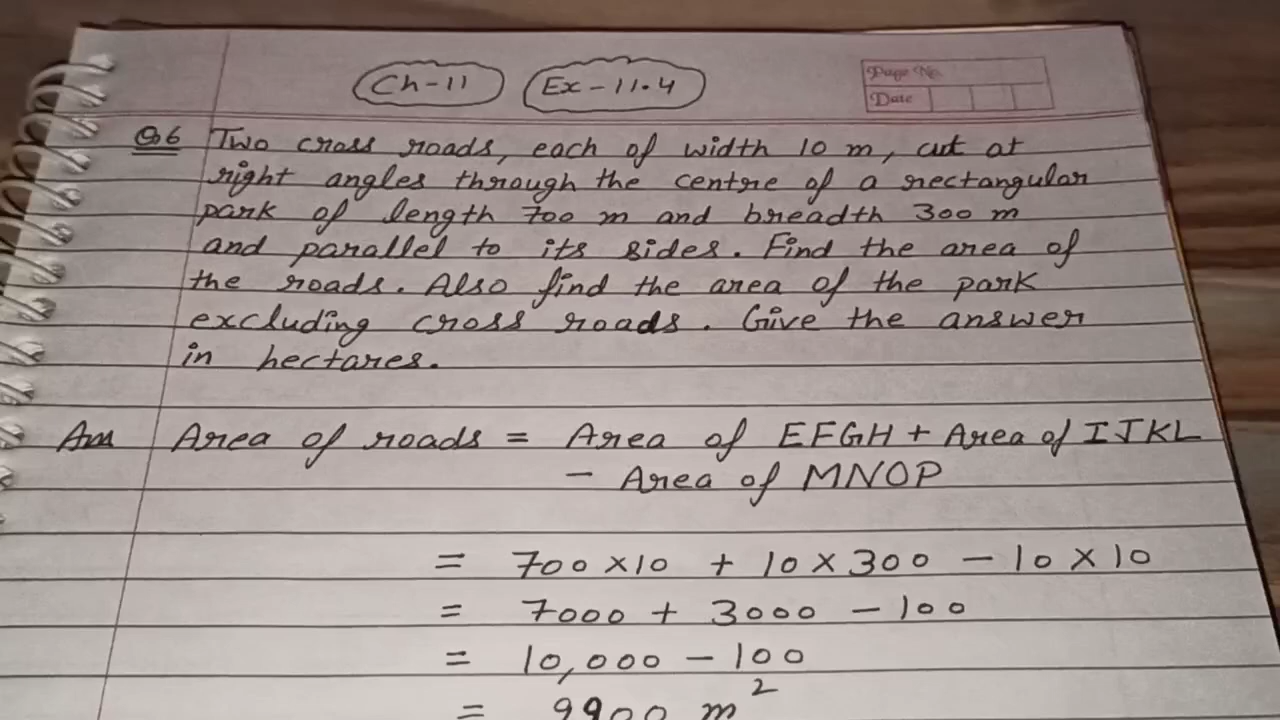 Ch-11 Ex-11.4
Page No.
Date
Q.6 Two cross roads, each of width 10 m, cut at
right angles through the centre of a rectangular
park of length 700 m and breadth 300 m
and parallel to its sides. Find the area of
the roads. Also find the area of the park
excluding cross roads. Give the answer
in hectares.
Ans Area of roads = Area of EFGH + Area of IJKL
- Area of MNOP
= 700 × 10 + 10 × 300 - 10 × 10
= 7000 + 3000 - 100
= 10,000 - 100
= 9900 m²